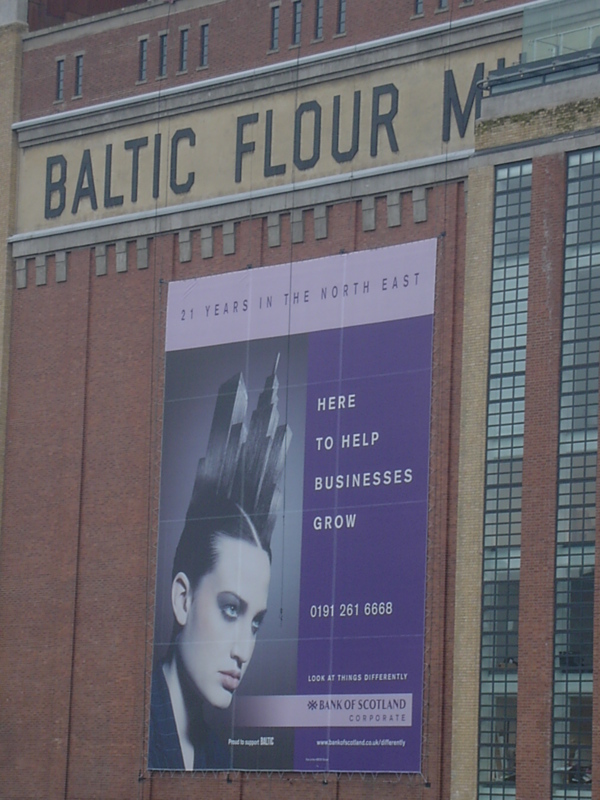 BALTIC FLOUR M
21 YEARS IN THE NORTH EAST
HERE
TO HELP
BUSINESSES
GROW
0191 261 6668
LOOK AT THINGS DIFFERENTLY
BANK OF SCOTLAND
CORPORATE
Proud to support BALTIC
www.bankofscotland.co.uk/differently